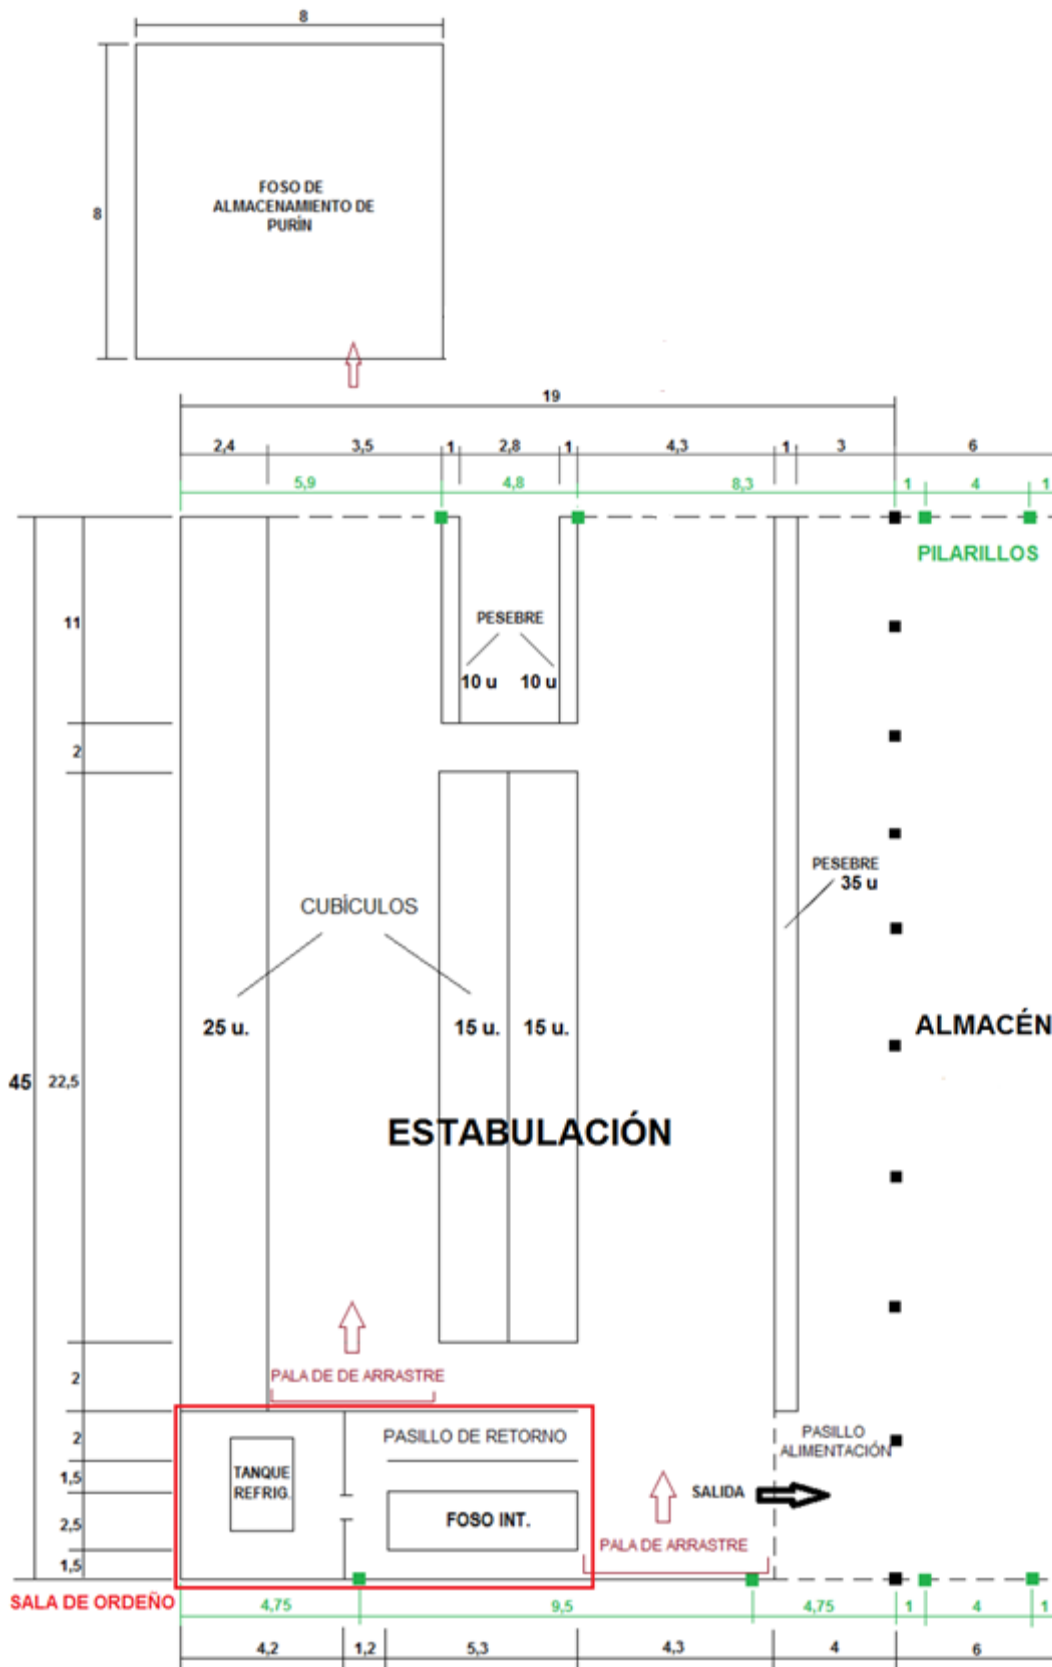 8
8
FOSO DE
ALMACENAMIENTO DE
PURÍN
19
2,4 3,5 1 2,8 1 4,3 1 3 6
5,9 4,8 8,3 1 4 1
PILARILLOS
11
PESEBRE
10 u 10 u
2
PESEBRE
35 u
CUBÍCULOS
25 u. 15 u. 15 u.
ALMACÉN
45 22,5
ESTABULACIÓN
2
PALA DE DE ARRASTRE
2
PASILLO DE RETORNO
PASILLO
ALIMENTACIÓN
1,5
TANQUE
REFRIG.
SALIDA
2,5
FOSO INT.
PALA DE ARRASTRE
1,5
SALA DE ORDEÑO
4,75 9,5 4,75 1 4 1
4,2 1,2 5,3 4,3 4 6